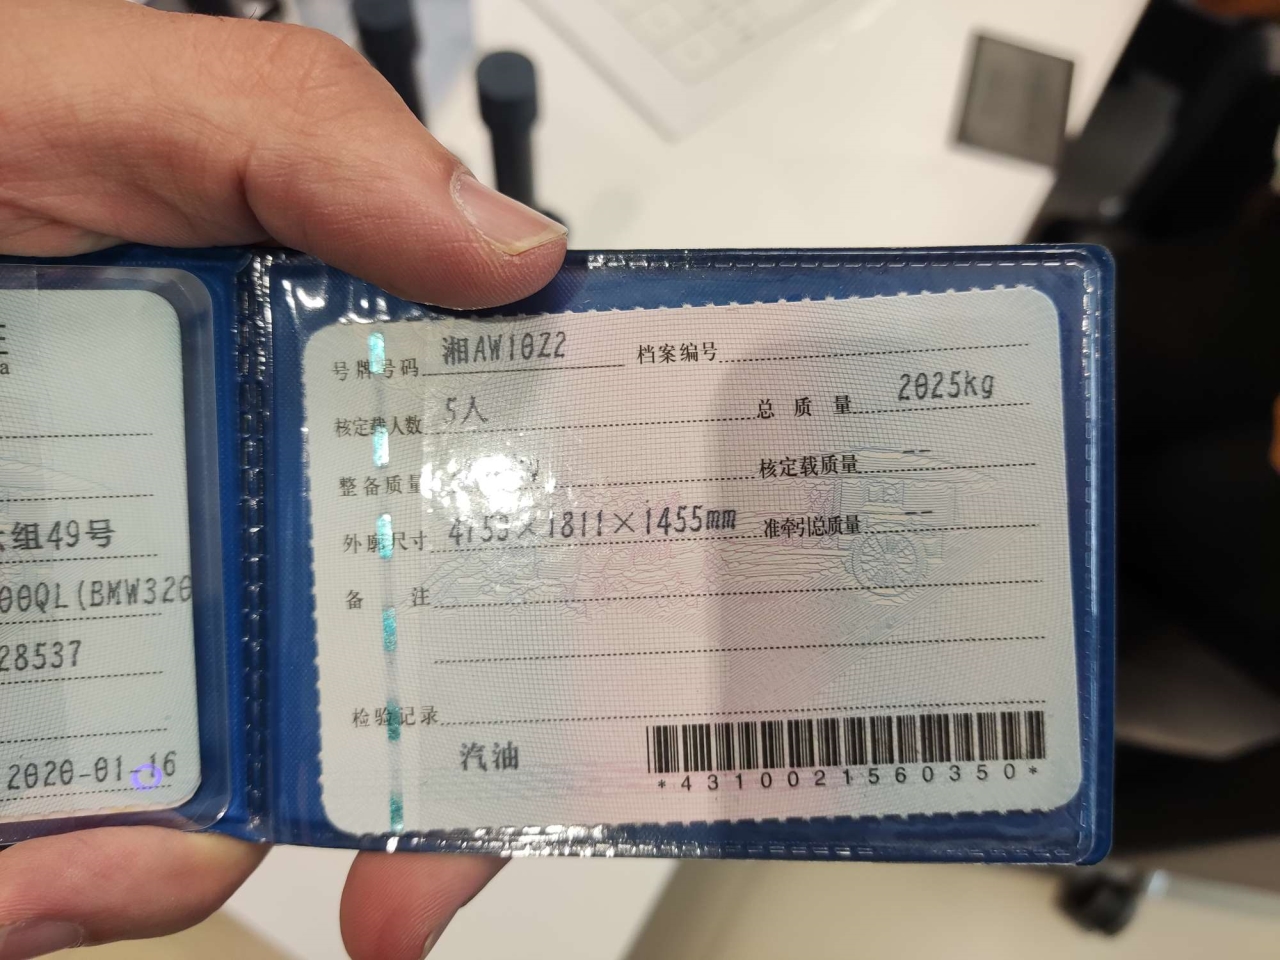 a
组49号
00QL(BMW320
28537
2020-01-16
号牌号码 湘AW10Z2 档案编号
核定载人数 5人 总质量 2025kg
整备质量 核定载质量 --
外廓尺寸 4753×1811×1455mm 准牵引总质量 --
备注
检验记录
汽油
*4310021560350*